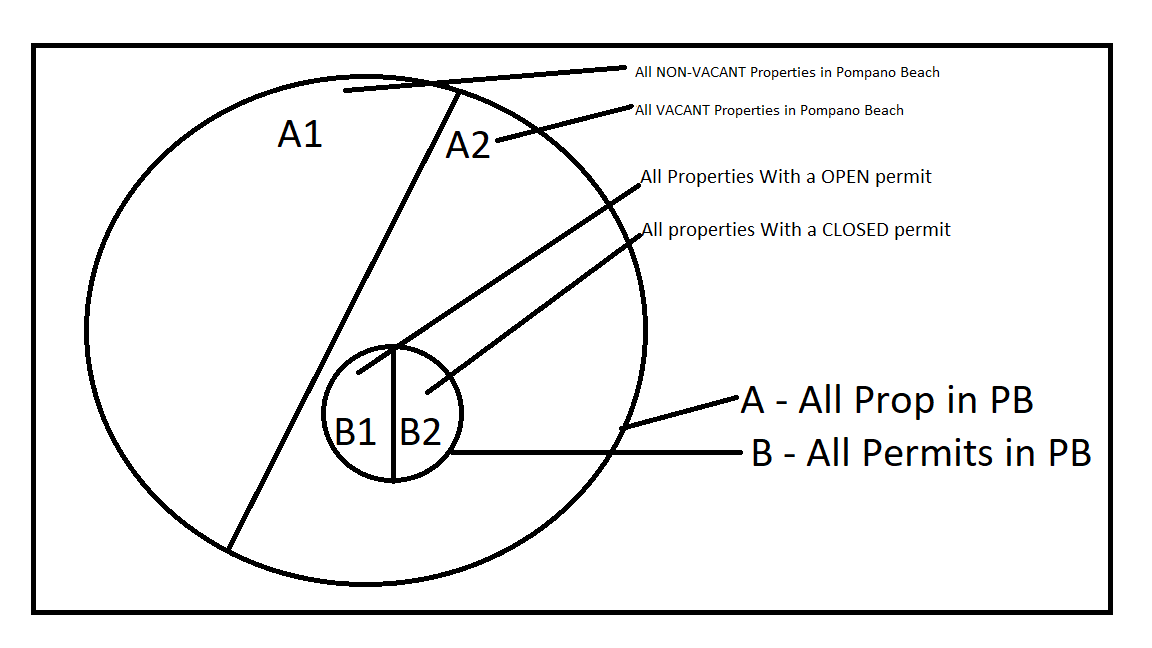 All NON-VACANT Properties in Pompano Beach
All VACANT Properties in Pompano Beach
A1
A2
All Properties With a OPEN permit
All properties With a CLOSED permit
A - All Prop in PB
B1
B2
B - All Permits in PB